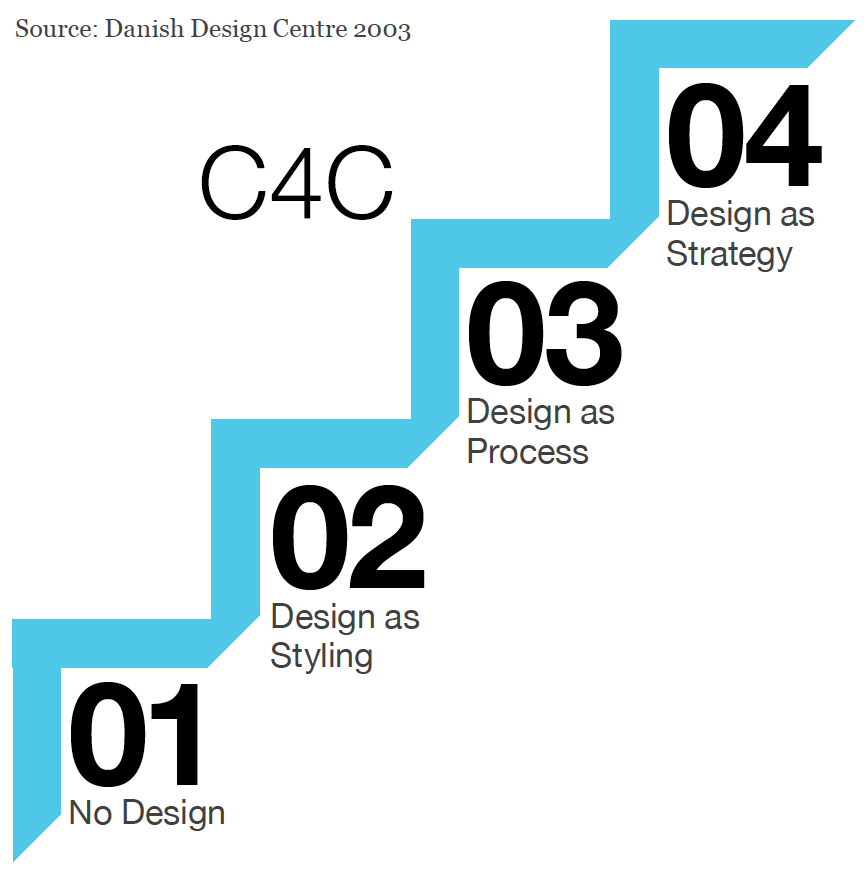 Source: Danish Design Centre 2003
C4C
04
Design as
Strategy
03
Design as
Process
02
Design as
Styling
01
No Design